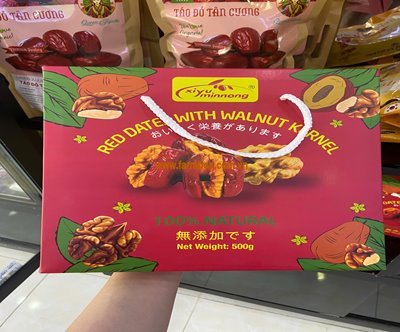 TÁO ĐỎ TÂN CƯƠNG
TÁO ĐỎ TÂN CƯƠNG
xiyu
minnong
RED DATES WITH WALNUT KERNEL
おいしく栄養があります
100% NATURAL
無添加です
Net Weight: 500g